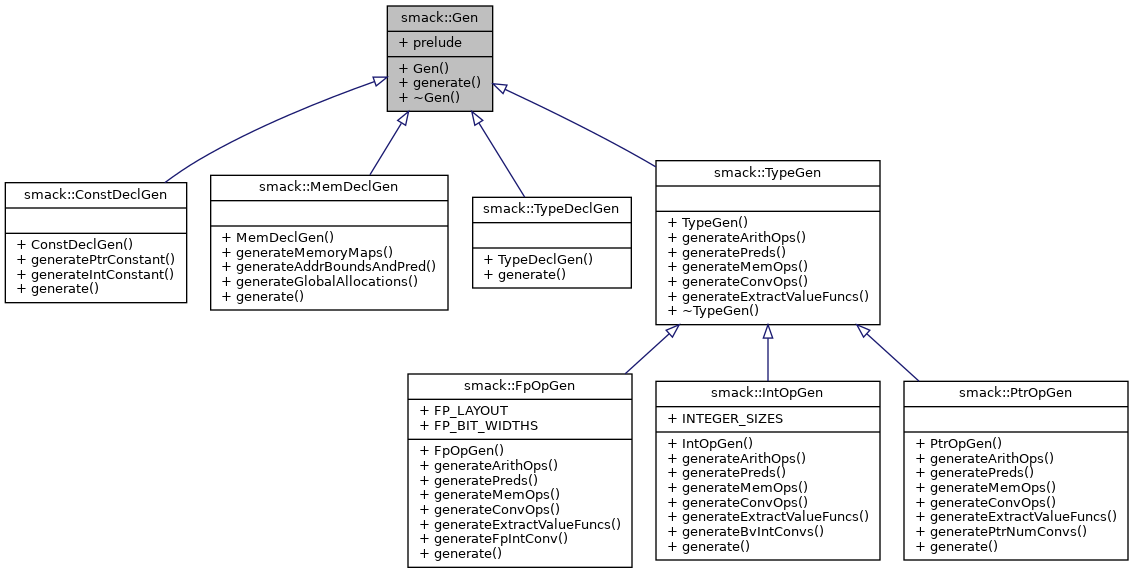 smack::Gen
+ prelude
+ Gen()
+ generate()
+ ~Gen()
smack::ConstDeclGen
+ ConstDeclGen()
+ generatePtrConstant()
+ generateIntConstant()
+ generate()
smack::MemDeclGen
+ MemDeclGen()
+ generateMemoryMaps()
+ generateAddrBoundsAndPred()
+ generateGlobalAllocations()
+ generate()
smack::TypeDeclGen
+ TypeDeclGen()
+ generate()
smack::TypeGen
+ TypeGen()
+ generateArithOps()
+ generatePreds()
+ generateMemOps()
+ generateConvOps()
+ generateExtractValueFuncs()
+ ~TypeGen()
smack::FpOpGen
+ FP_LAYOUT
+ FP_BIT_WIDTHS
+ FpOpGen()
+ generateArithOps()
+ generatePreds()
+ generateMemOps()
+ generateConvOps()
+ generateExtractValueFuncs()
+ generateFpIntConv()
+ generate()
smack::IntOpGen
+ INTEGER_SIZES
+ IntOpGen()
+ generateArithOps()
+ generatePreds()
+ generateMemOps()
+ generateConvOps()
+ generateExtractValueFuncs()
+ generateBvIntConvs()
+ generate()
smack::PtrOpGen
+ PtrOpGen()
+ generateArithOps()
+ generatePreds()
+ generateMemOps()
+ generateConvOps()
+ generateExtractValueFuncs()
+ generatePtrNumConvs()
+ generate()